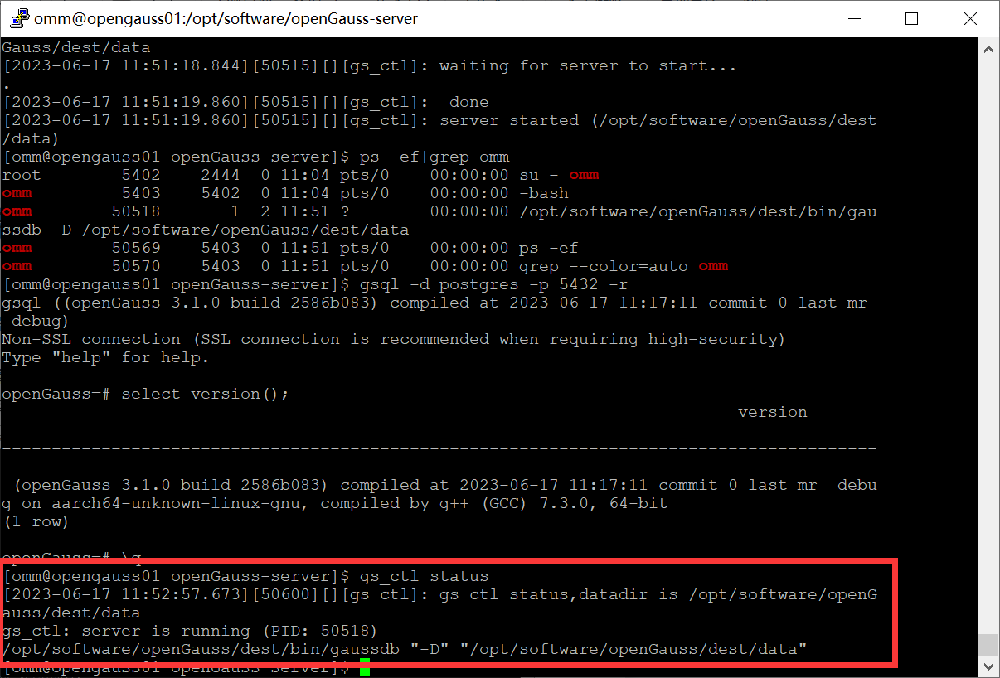 omm@opengauss01:/opt/software/openGauss-server
Gauss/dest/data
[2023-06-17 11:51:18.844][50515][][gs_ctl]: waiting for server to start...
.
[2023-06-17 11:51:19.860][50515][][gs_ctl]:  done
[2023-06-17 11:51:19.860][50515][][gs_ctl]: server started (/opt/software/openGauss/dest
/data)
[omm@opengauss01 openGauss-server]$ ps -ef|grep omm
root        5402    2444  0 11:04 pts/0    00:00:00 su - omm
omm         5403    5402  0 11:04 pts/0    00:00:00 -bash
omm        50518       1  2 11:51 ?        00:00:00 /opt/software/openGauss/dest/bin/gau
ssdb -D /opt/software/openGauss/dest/data
omm        50569    5403  0 11:51 pts/0    00:00:00 ps -ef
omm        50570    5403  0 11:51 pts/0    00:00:00 grep --color=auto omm
[omm@opengauss01 openGauss-server]$ gsql -d postgres -p 5432 -r
gsql ((openGauss 3.1.0 build 2586b083) compiled at 2023-06-17 11:17:11 commit 0 last mr
 debug)
Non-SSL connection (SSL connection is recommended when requiring high-security)
Type "help" for help.
openGauss=# select version();
version
----------------------------------------------------------------------------------------
--------------------------------------------------------------------
 (openGauss 3.1.0 build 2586b083) compiled at 2023-06-17 11:17:11 commit 0 last mr  debu
g on aarch64-unknown-linux-gnu, compiled by g++ (GCC) 7.3.0, 64-bit
(1 row)
openGauss=# \q
[omm@opengauss01 openGauss-server]$ gs_ctl status
[2023-06-17 11:52:57.673][50600][][gs_ctl]: gs_ctl status,datadir is /opt/software/openG
auss/dest/data
gs_ctl: server is running (PID: 50518)
/opt/software/openGauss/dest/bin/gaussdb "-D" "/opt/software/openGauss/dest/data"
[omm@opengauss01 openGauss-server]$